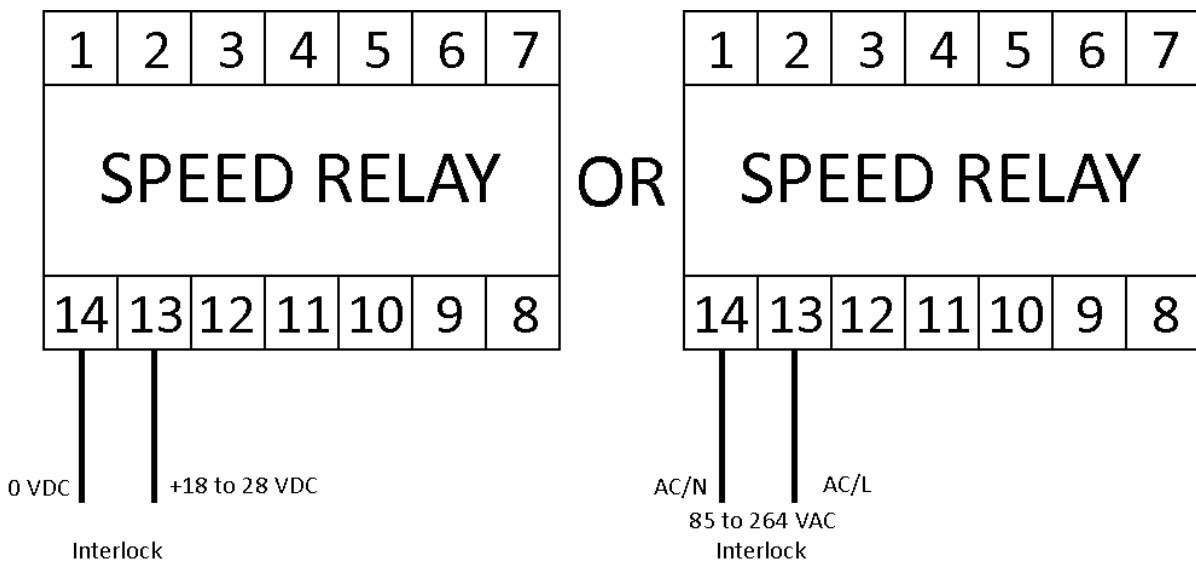 1 2 3 4 5 6 7
SPEED RELAY
14 13 12 11 10 9 8
0 VDC
+18 to 28 VDC
Interlock
OR
1 2 3 4 5 6 7
SPEED RELAY
14 13 12 11 10 9 8
AC/N
AC/L
85 to 264 VAC
Interlock